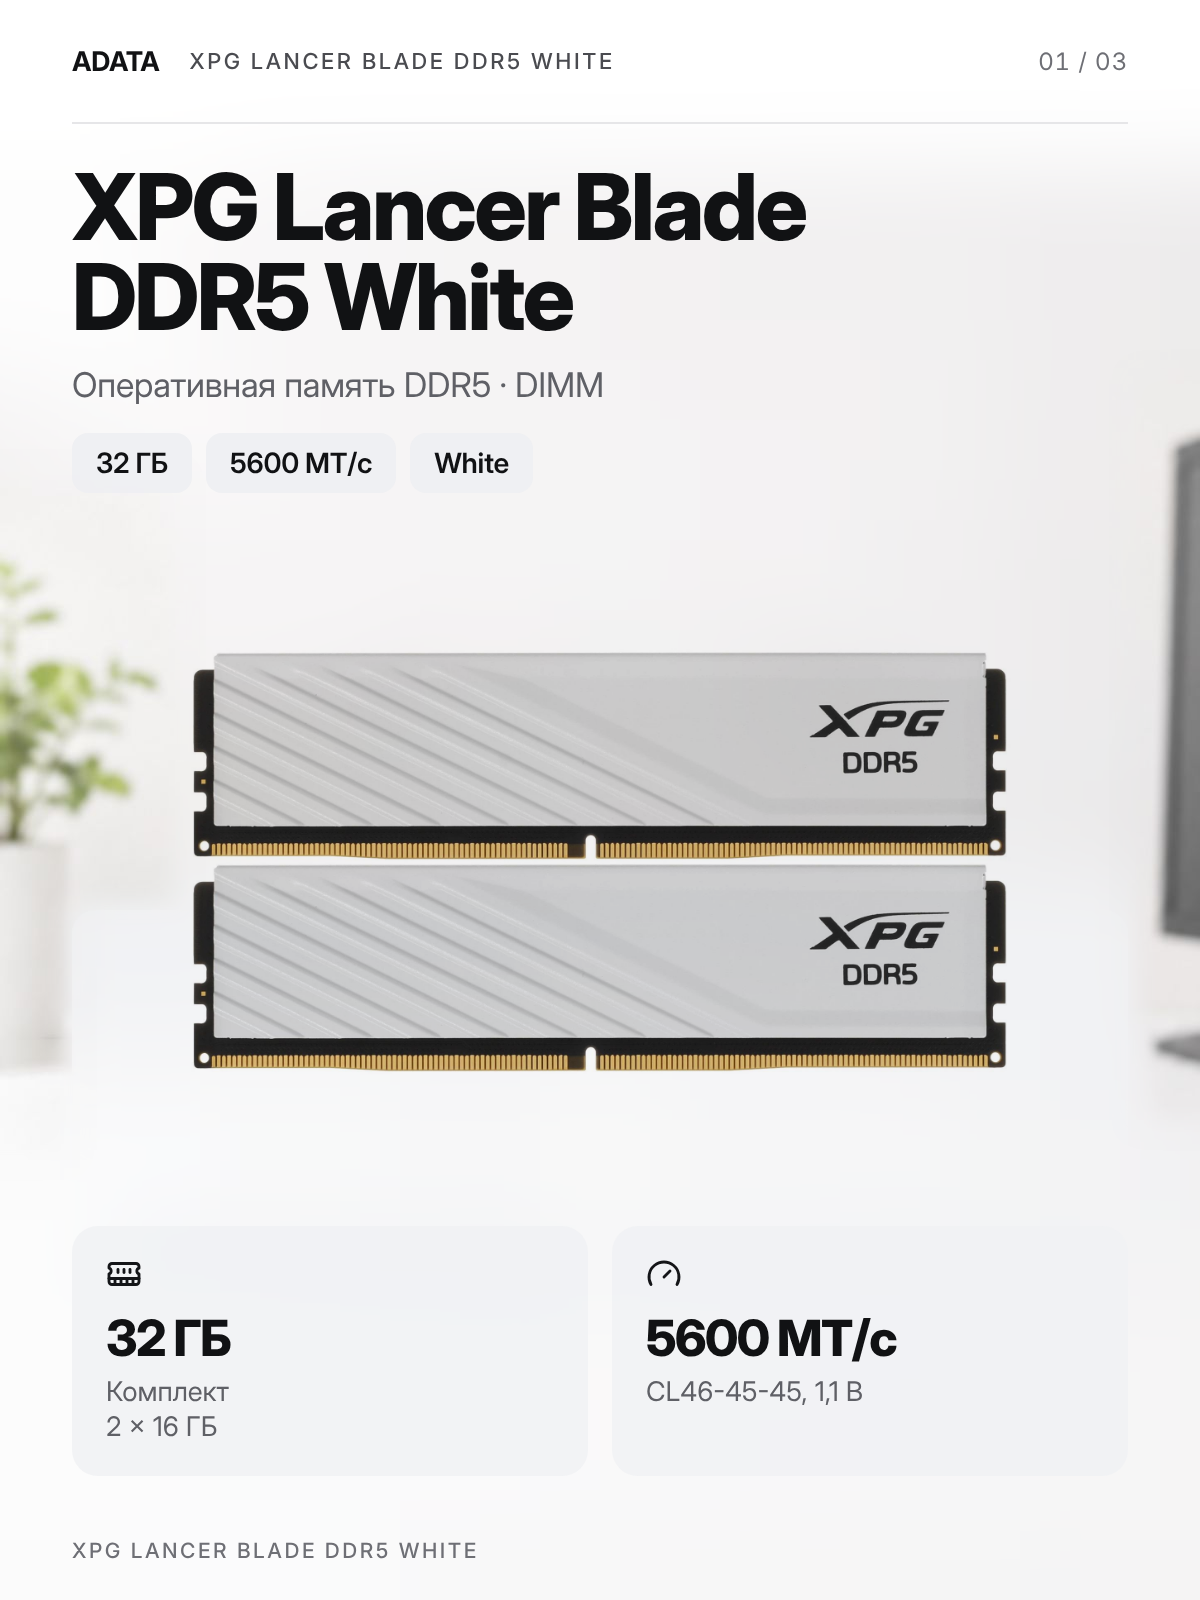 ADATA XPG LANCER BLADE DDR5 WHITE 01 / 03
XPG Lancer Blade
DDR5 White
Оперативная память DDR5 · DIMM
32 ГБ 5600 МТ/с White
XPG
DDR5
XPG
DDR5
32 ГБ
Комплект
2 × 16 ГБ
5600 МТ/с
CL46-45-45, 1,1 В
XPG LANCER BLADE DDR5 WHITE